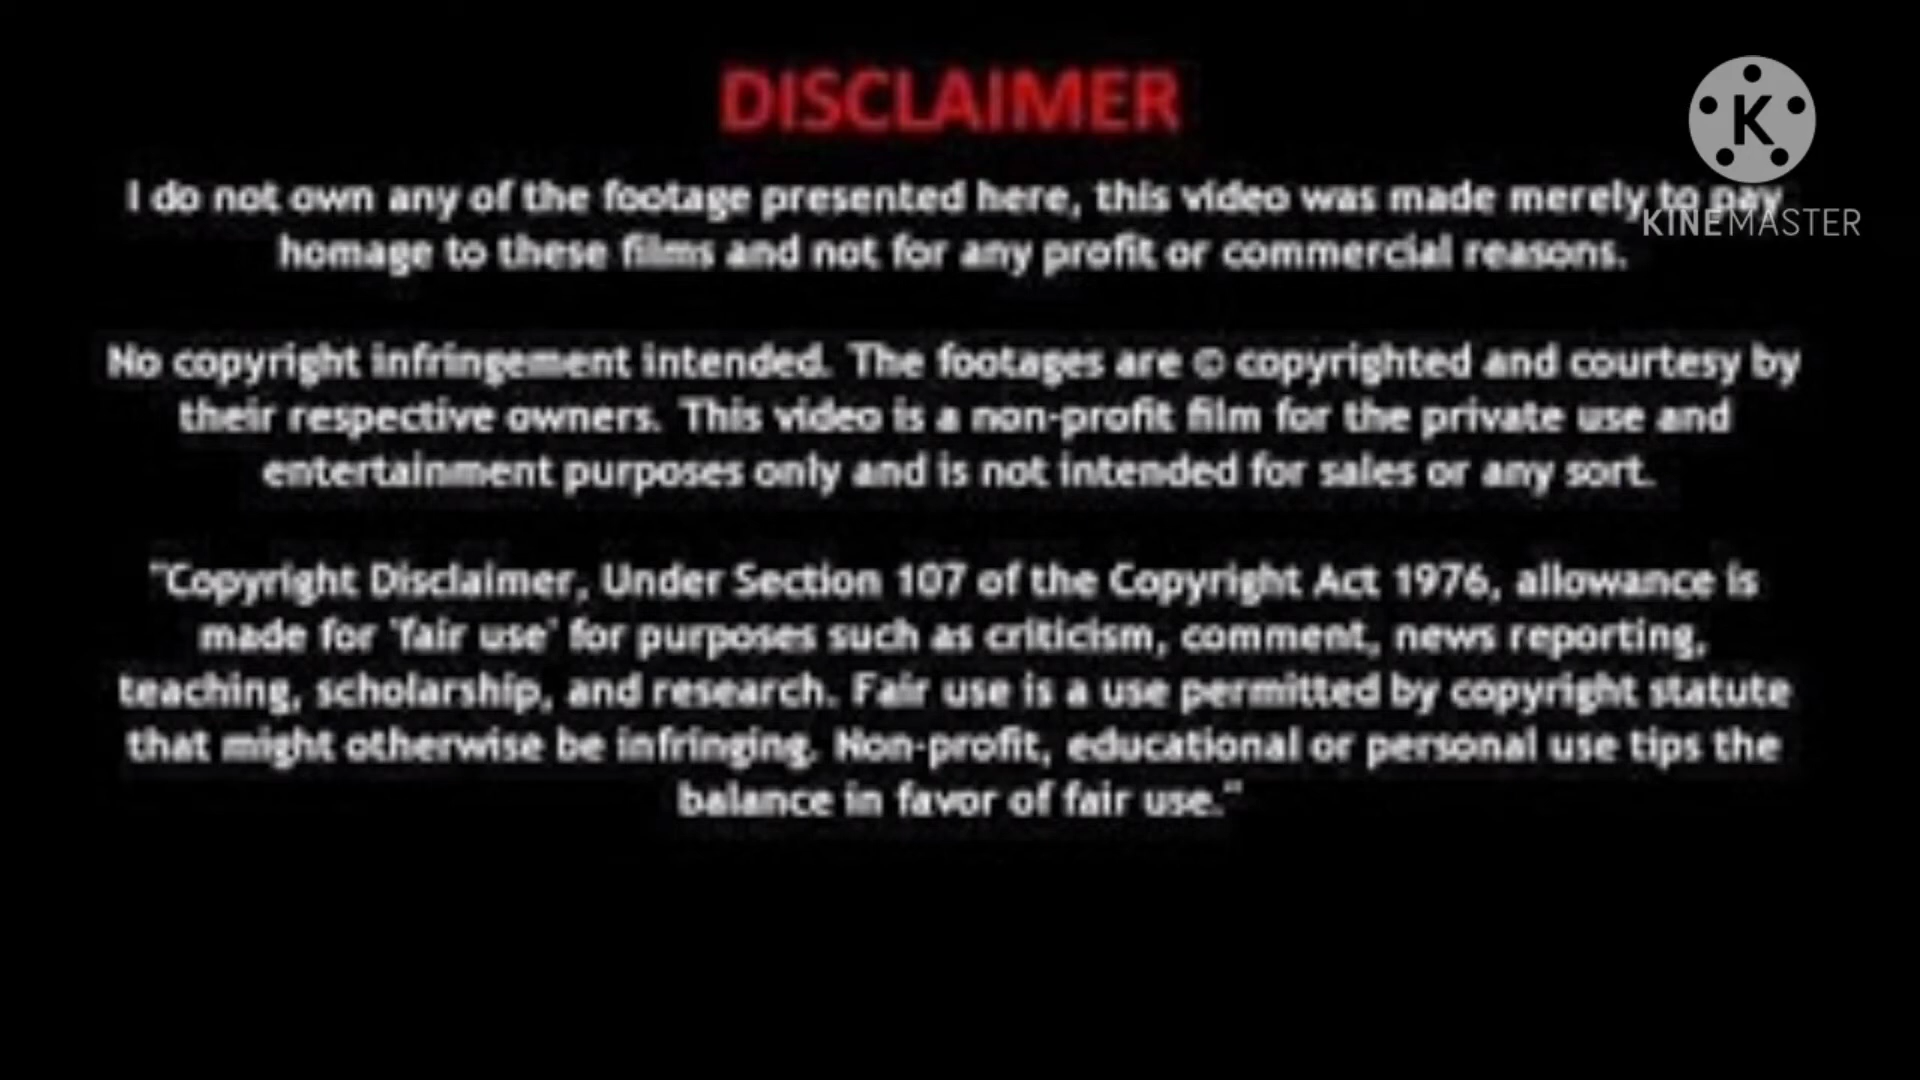 DISCLAIMER
I do not own any of the footage presented here, this video was made merely to pay
homage to these films and not for any profit or commercial reasons.
No copyright infringement intended. The footages are © copyrighted and courtesy by
their respective owners. This video is a non-profit film for the private use and
entertainment purposes only and is not intended for sales or any sort.
"Copyright Disclaimer, Under Section 107 of the Copyright Act 1976, allowance is
made for 'fair use' for purposes such as criticism, comment, news reporting,
teaching, scholarship, and research. Fair use is a use permitted by copyright statute
that might otherwise be infringing. Non-profit, educational or personal use tips the
balance in favor of fair use."
K
KINEMASTER